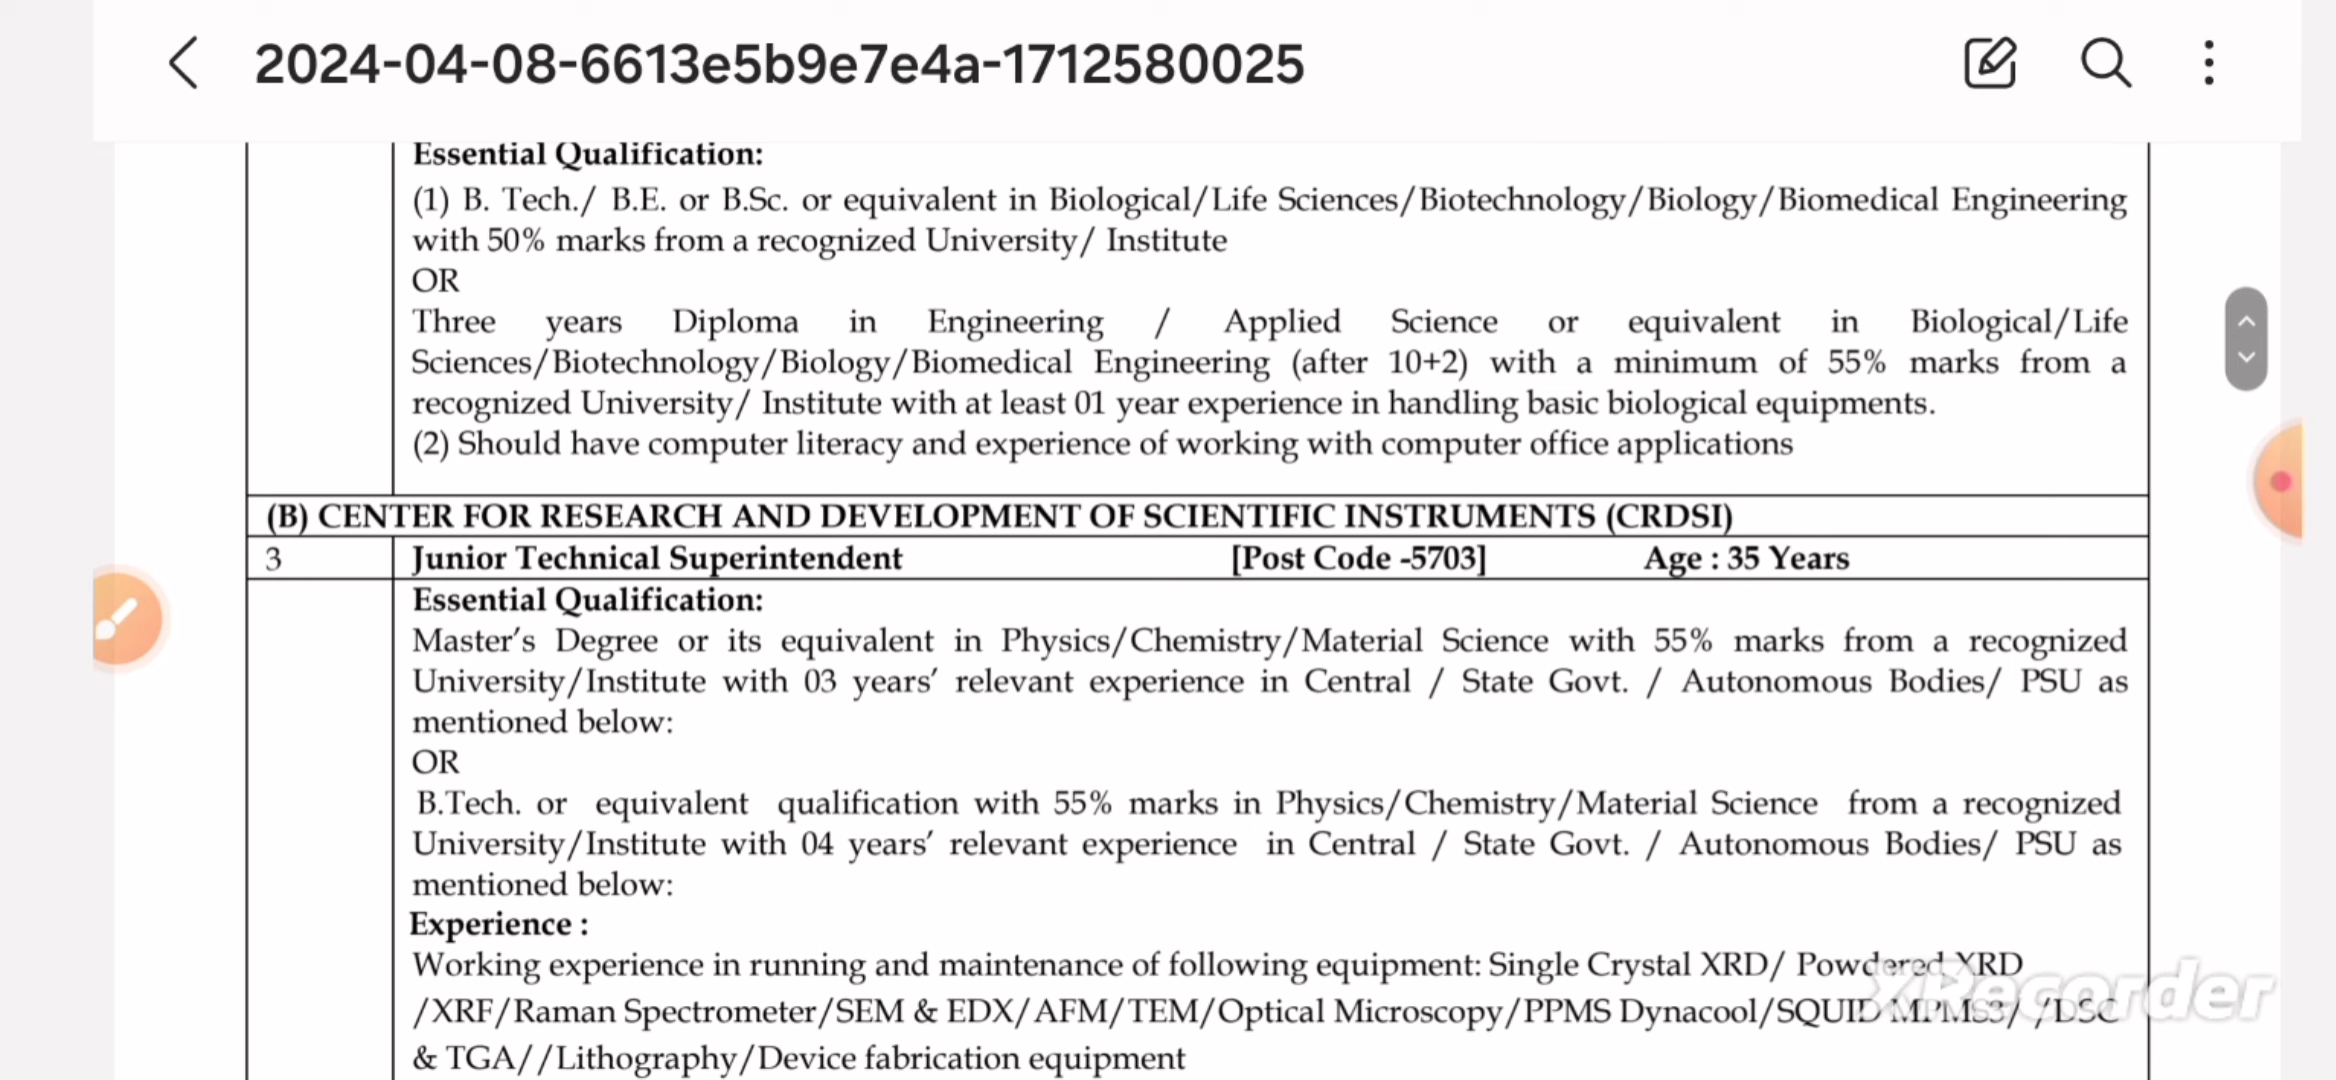 2024-04-08-6613e5b9e7e4a-1712580025
Essential Qualification:
(1) B. Tech./ B.E. or B.Sc. or equivalent in Biological/Life Sciences/Biotechnology/Biology/Biomedical Engineering
with 50% marks from a recognized University/ Institute
OR
Three years Diploma in Engineering / Applied Science or equivalent in Biological/Life
Sciences/Biotechnology/Biology/Biomedical Engineering (after 10+2) with a minimum of 55% marks from a
recognized University/ Institute with at least 01 year experience in handling basic biological equipments.
(2) Should have computer literacy and experience of working with computer office applications
(B) CENTER FOR RESEARCH AND DEVELOPMENT OF SCIENTIFIC INSTRUMENTS (CRDSI)
3 Junior Technical Superintendent [Post Code -5703] Age : 35 Years
Essential Qualification:
Master's Degree or its equivalent in Physics/Chemistry/Material Science with 55% marks from a recognized
University/Institute with 03 years' relevant experience in Central / State Govt. / Autonomous Bodies/ PSU as
mentioned below:
OR
B.Tech. or equivalent qualification with 55% marks in Physics/Chemistry/Material Science from a recognized
University/Institute with 04 years' relevant experience in Central / State Govt. / Autonomous Bodies/ PSU as
mentioned below:
Experience :
Working experience in running and maintenance of following equipment: Single Crystal XRD/ Powdered XRD
/XRF/Raman Spectrometer/SEM & EDX/AFM/TEM/Optical Microscopy/PPMS Dynacool/SQUID MPMS3/ /DSC
& TGA//Lithography/Device fabrication equipment
XRecorder